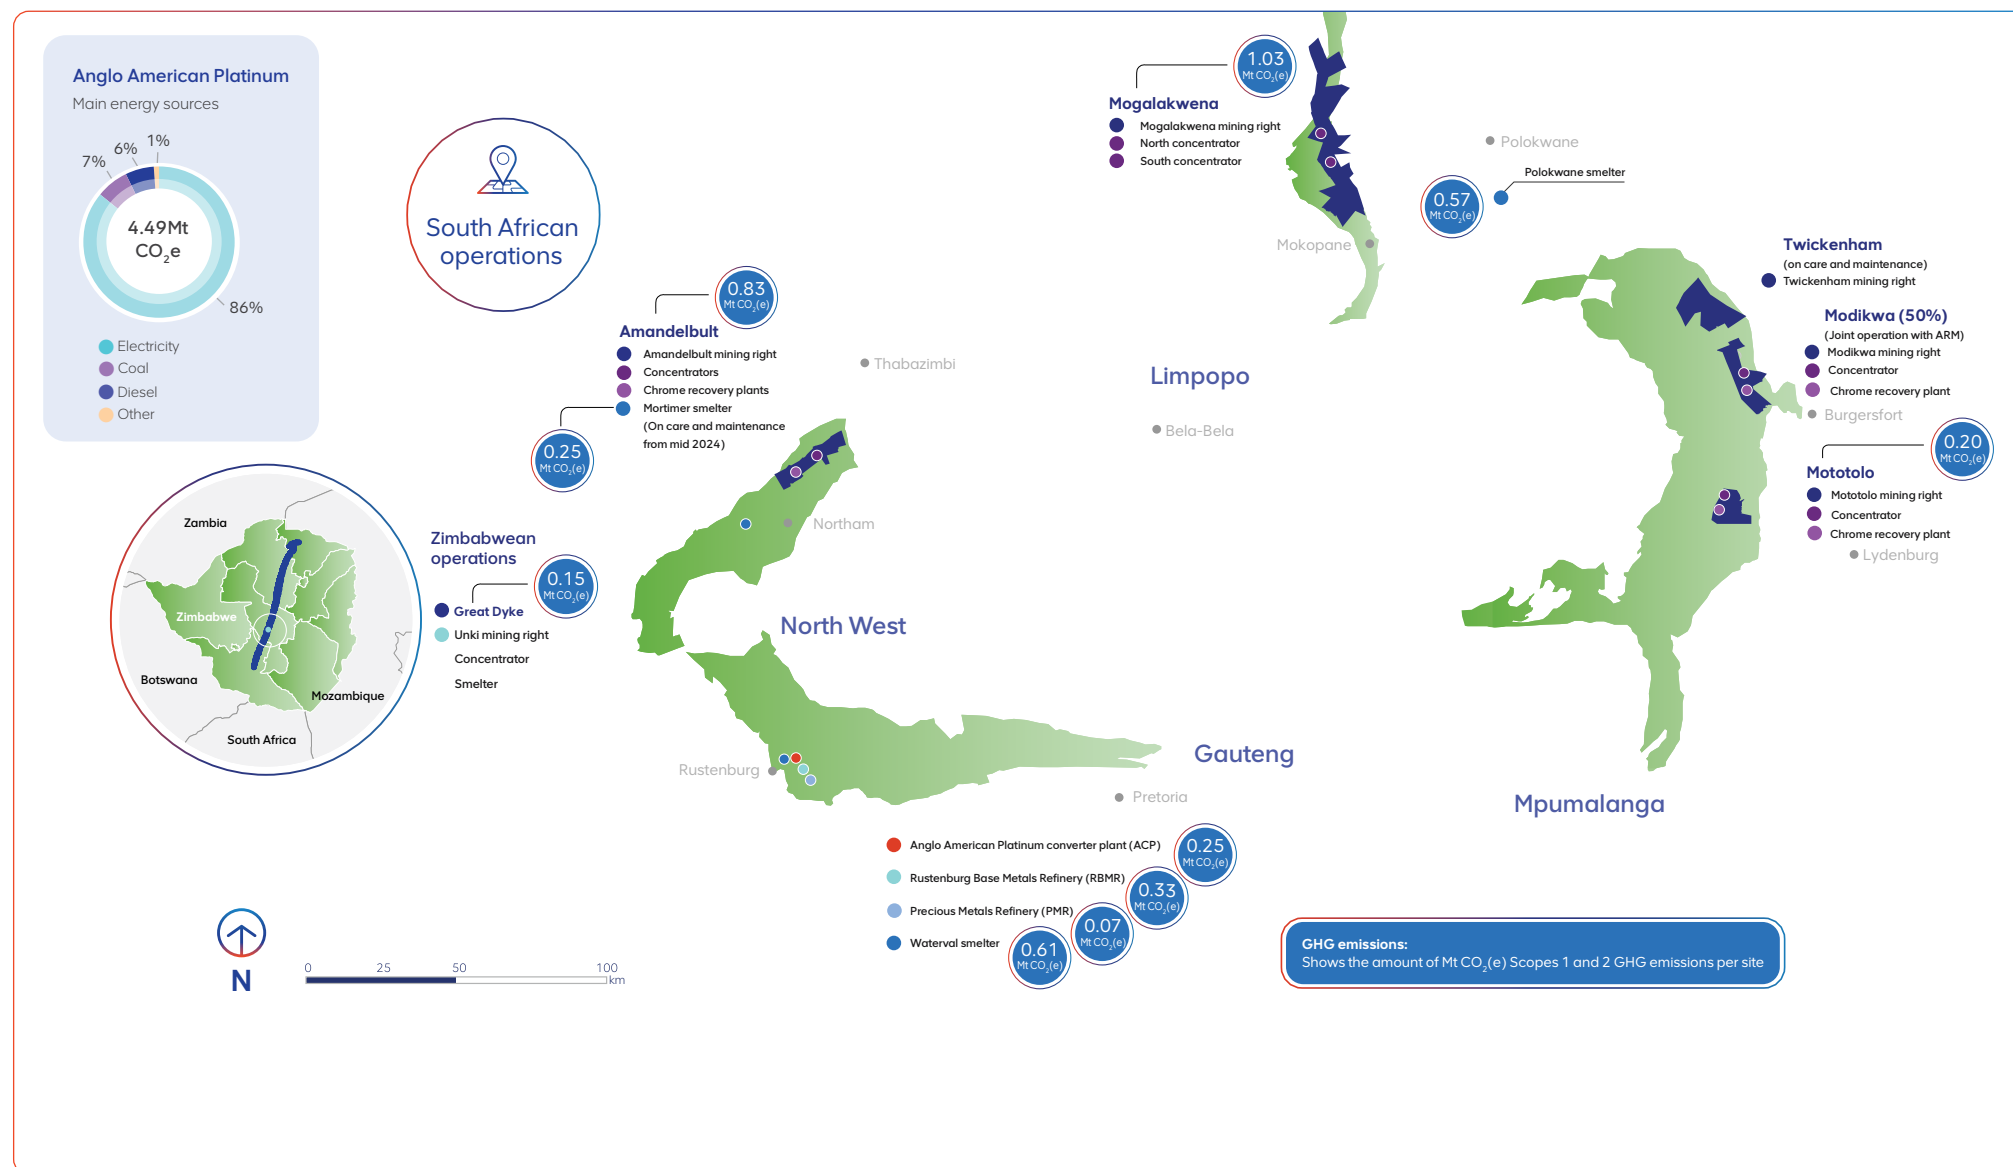 Anglo American Platinum
Main energy sources
1%
6%
7%
4.49Mt
CO2e
86%
Electricity
Coal
Diesel
Other
South African
operations
1.03
Mt CO2(e)
Mogalakwena
Mogalakwena mining right
North concentrator
South concentrator
Polokwane
Polokwane smelter
0.57
Mt CO2(e)
Mokopane
Twickenham
(on care and maintenance)
Twickenham mining right
Modikwa (50%)
(Joint operation with ARM)
Modikwa mining right
Concentrator
Chrome recovery plant
Burgersfort
0.20
Mt CO2(e)
Mototolo
Mototolo mining right
Concentrator
Chrome recovery plant
Lydenburg
0.83
Mt CO2(e)
Amandelbult
Amandelbult mining right
Concentrators
Chrome recovery plants
Mortimer smelter
(On care and maintenance
from mid 2024)
0.25
Mt CO2(e)
Thabazimbi
Limpopo
Bela-Bela
Northam
Zambia
Zimbabwe
Botswana
Mozambique
South Africa
Zimbabwean
operations
0.15
Mt CO2(e)
Great Dyke
Unki mining right
Concentrator
Smelter
North West
Gauteng
Rustenburg
Pretoria
Mpumalanga
Anglo American Platinum converter plant (ACP)
0.25
Mt CO2(e)
Rustenburg Base Metals Refinery (RBMR)
0.33
Mt CO2(e)
Precious Metals Refinery (PMR)
0.07
Mt CO2(e)
Waterval smelter
0.61
Mt CO2(e)
N
0 25 50 100
km
GHG emissions:
Shows the amount of Mt CO2(e) Scopes 1 and 2 GHG emissions per site